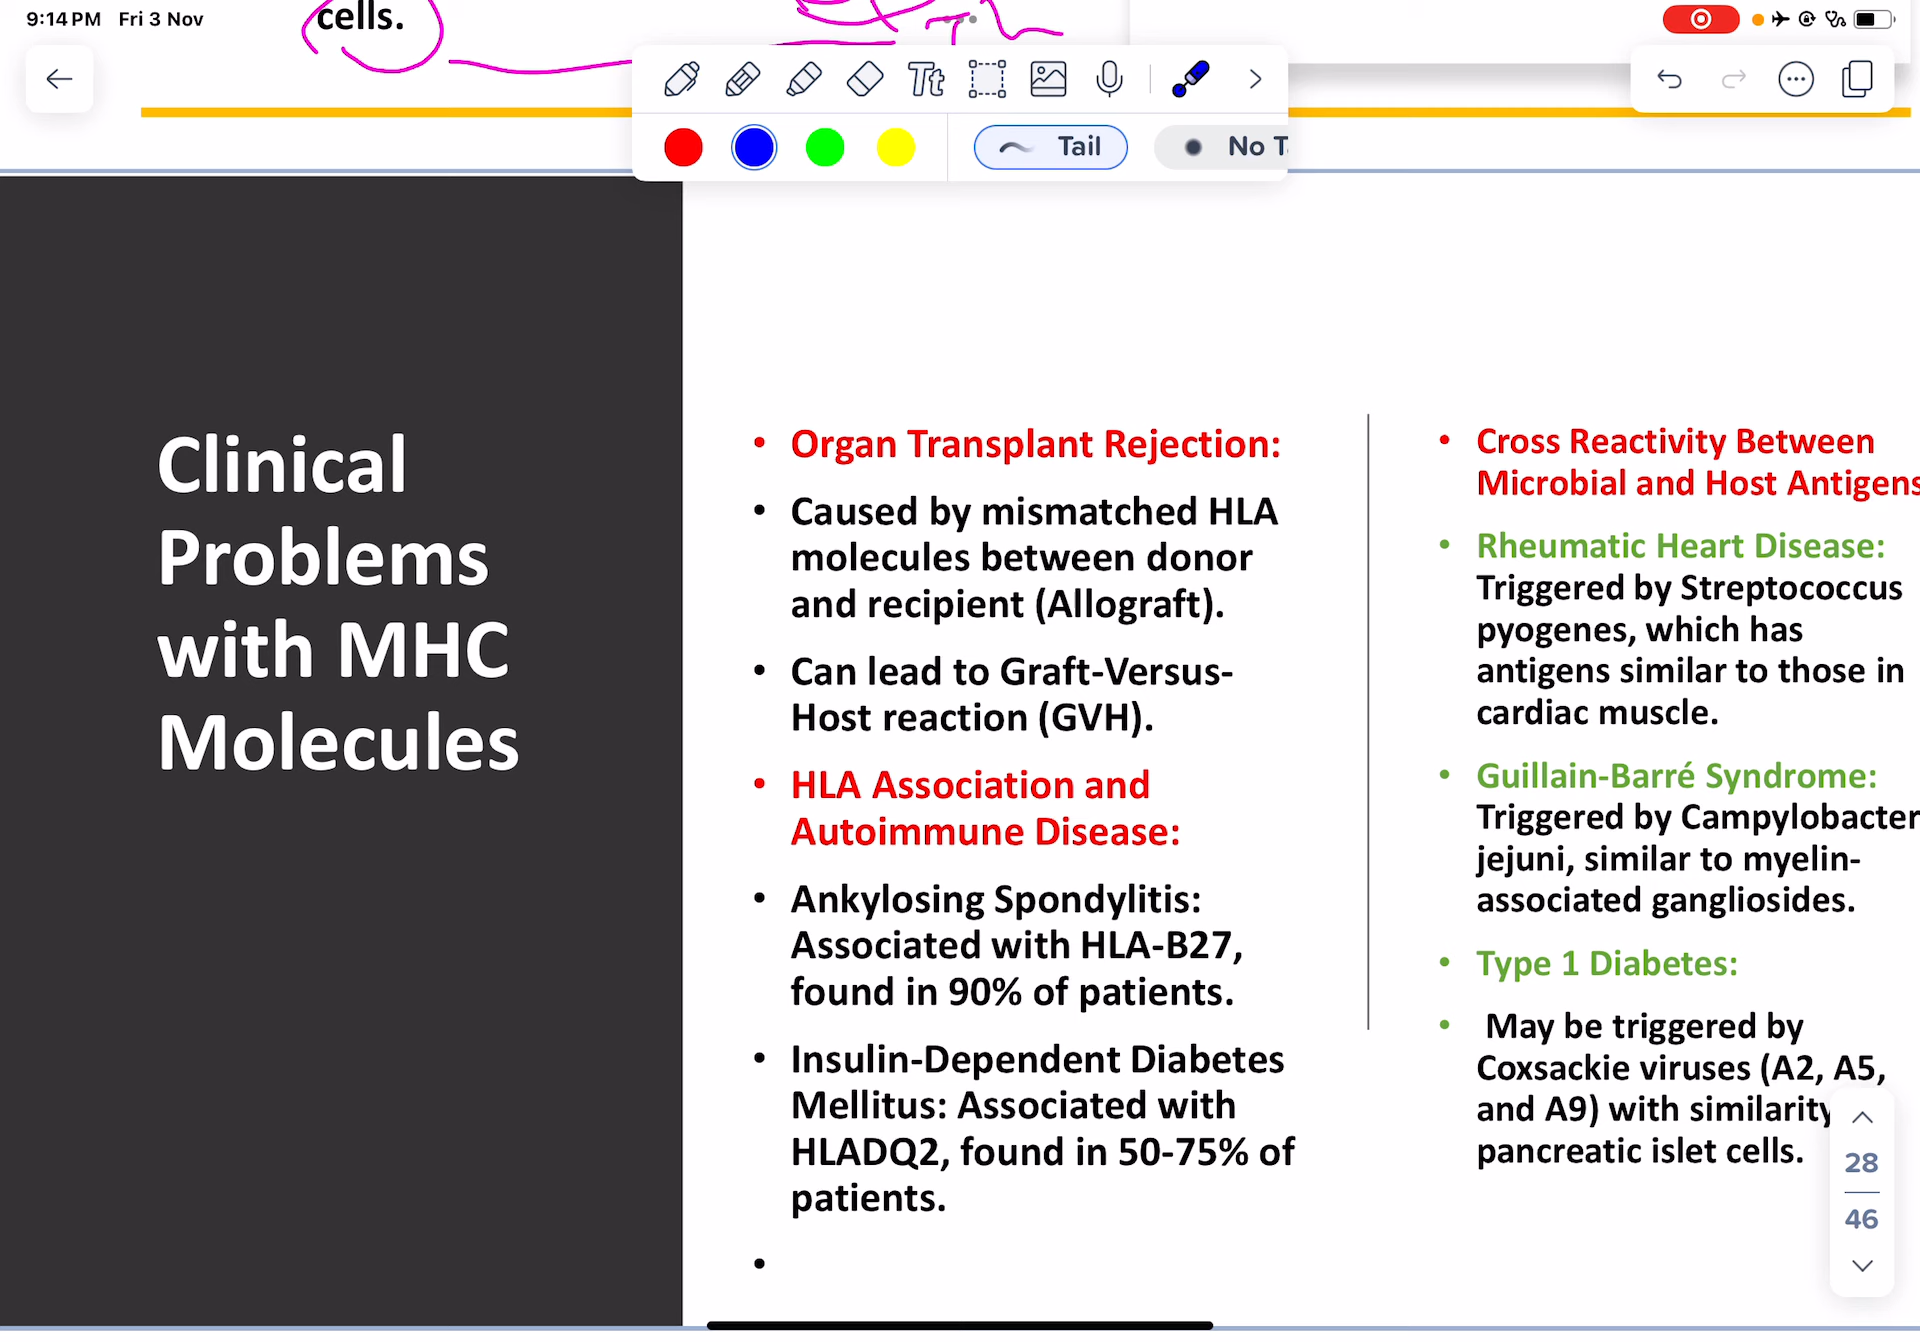 9:14 PM Fri 3 Nov
cells.
Tt
Tail
No T
Clinical
Problems
with MHC
Molecules
• Organ Transplant Rejection:
• Caused by mismatched HLA
molecules between donor
and recipient (Allograft).
• Can lead to Graft-Versus-
Host reaction (GVH).
• HLA Association and
Autoimmune Disease:
• Ankylosing Spondylitis:
Associated with HLA-B27,
found in 90% of patients.
• Insulin-Dependent Diabetes
Mellitus: Associated with
HLADQ2, found in 50-75% of
patients.
•
• Cross Reactivity Between
Microbial and Host Antigens
• Rheumatic Heart Disease:
Triggered by Streptococcus
pyogenes, which has
antigens similar to those in
cardiac muscle.
• Guillain-Barré Syndrome:
Triggered by Campylobacter
jejuni, similar to myelin-
associated gangliosides.
• Type 1 Diabetes:
• May be triggered by
Coxsackie viruses (A2, A5,
and A9) with similarity
pancreatic islet cells.
28
46